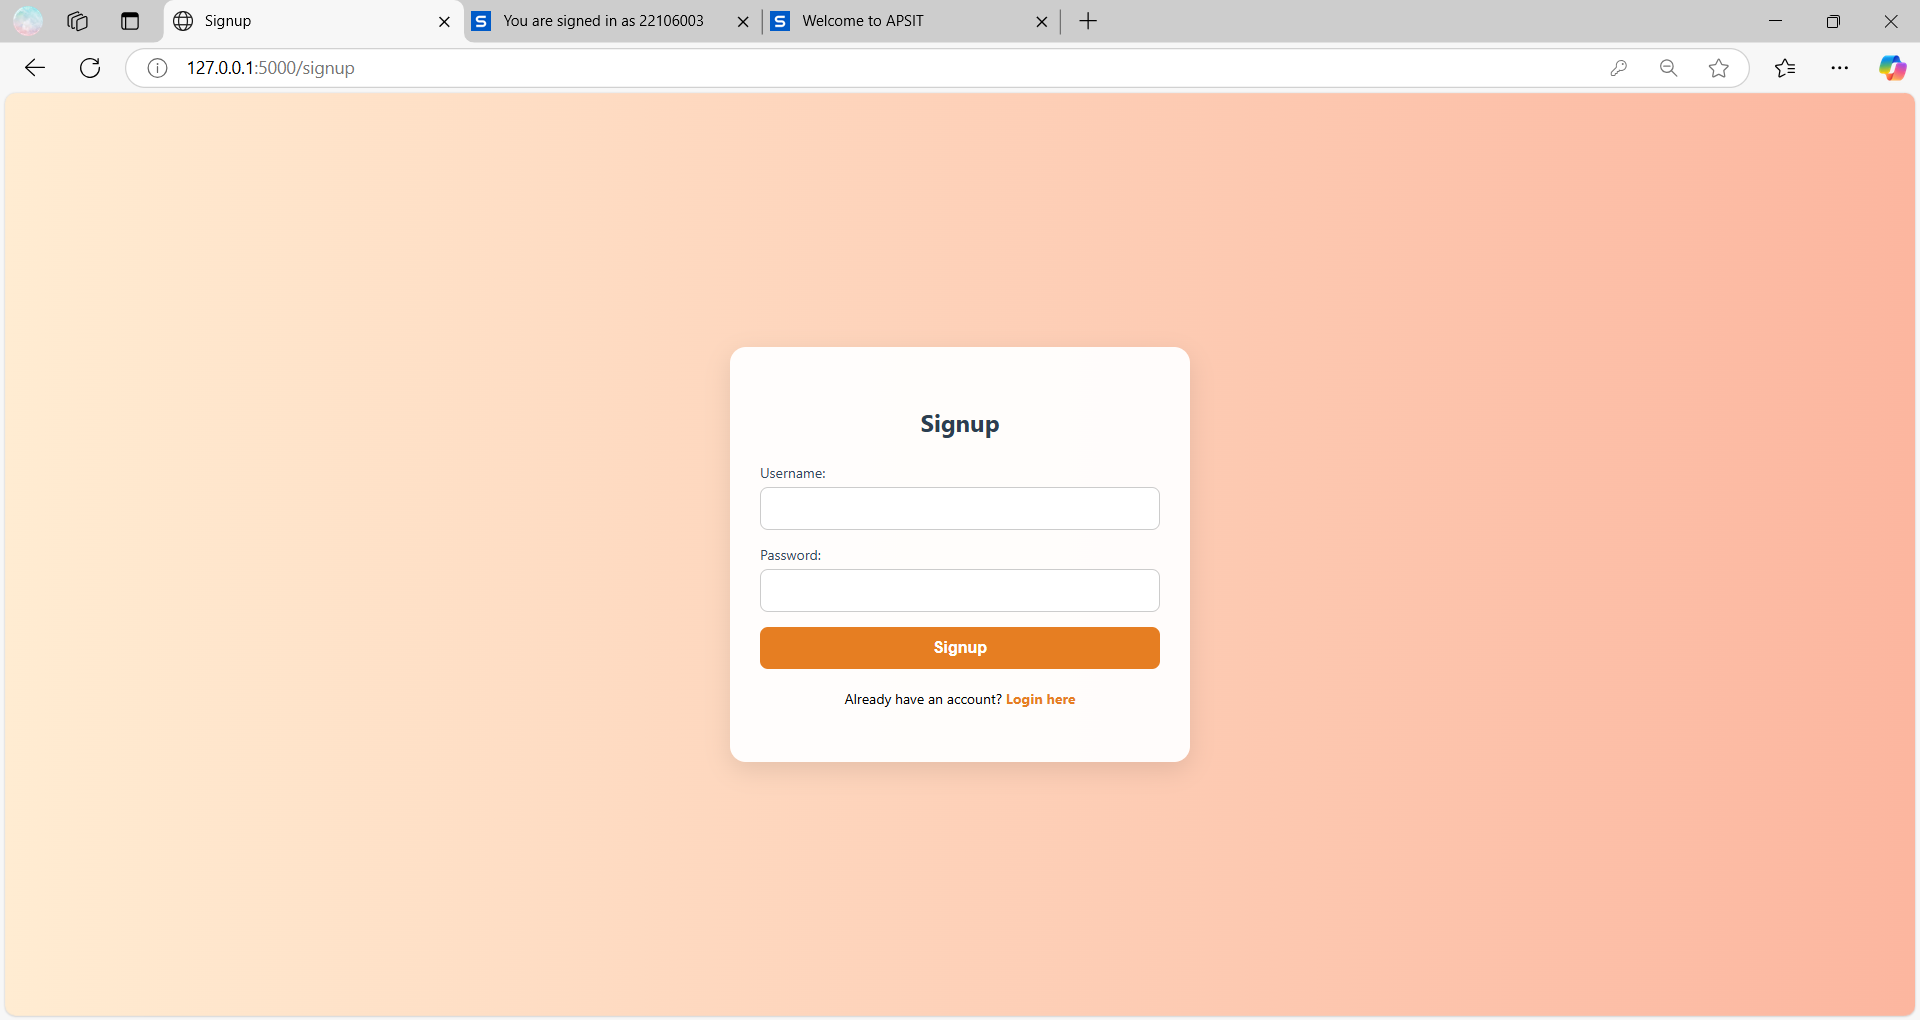 Signup
You are signed in as 22106003
Welcome to APSIT
127.0.0.1:5000/signup
Signup
Username:
Password:
Signup
Already have an account? Login here